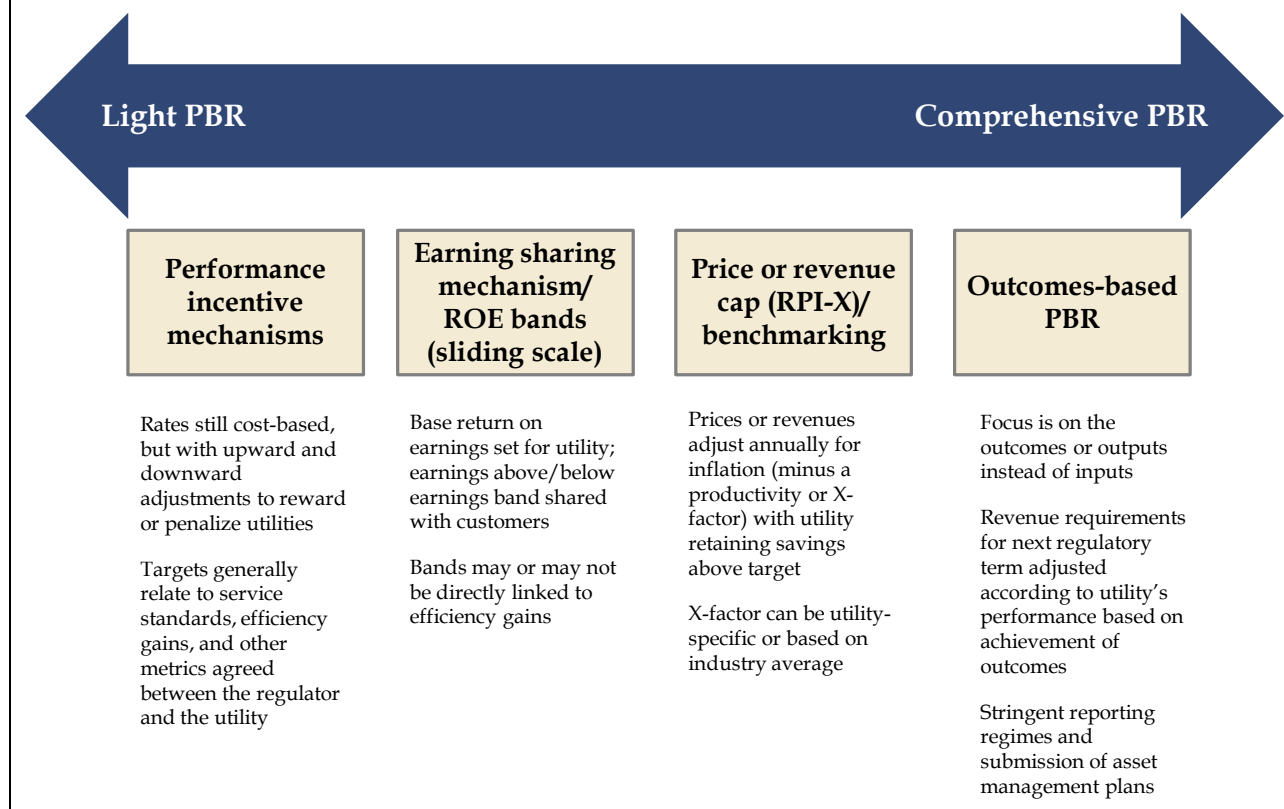 Light PBR
Comprehensive PBR
Performance
incentive
mechanisms
Earning sharing
mechanism/
ROE bands
(sliding scale)
Price or revenue
cap (RPI-X)/
benchmarking
Outcomes-based
PBR
Rates still cost-based,
but with upward and
downward
adjustments to reward
or penalize utilities
Targets generally
relate to service
standards, efficiency
gains, and other
metrics agreed
between the regulator
and the utility
Base return on
earnings set for utility;
earnings above/below
earnings band shared
with customers
Bands may or may not
be directly linked to
efficiency gains
Prices or revenues
adjust annually for
inflation (minus a
productivity or X-
factor) with utility
retaining savings
above target
X-factor can be utility-
specific or based on
industry average
Focus is on the
outcomes or outputs
instead of inputs
Revenue requirements
for next regulatory
term adjusted
according to utility's
performance based on
achievement of
outcomes
Stringent reporting
regimes and
submission of asset
management plans